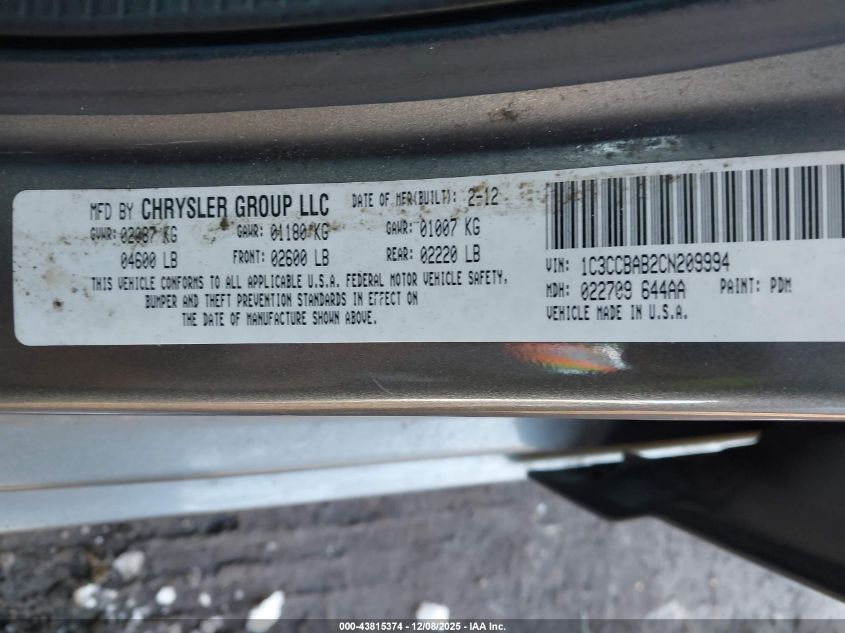 MFD BY CHRYSLER GROUP LLC DATE OF MFR(BUILT): 2-12
GVWR: 02087 KG GAWR: 01180 KG GAWR: 01007 KG
04600 LB FRONT: 02600 LB REAR: 02220 LB
THIS VEHICLE CONFORMS TO ALL APPLICABLE U.S.A. FEDERAL MOTOR VEHICLE SAFETY,
BUMPER AND THEFT PREVENTION STANDARDS IN EFFECT ON
THE DATE OF MANUFACTURE SHOWN ABOVE.
VIN: 1C3CCBAB2CN209994
MDH: 022709 644AA PAINT: PDM
VEHICLE MADE IN U.S.A.
000-43815374 - 12/08/2025 - IAA Inc.